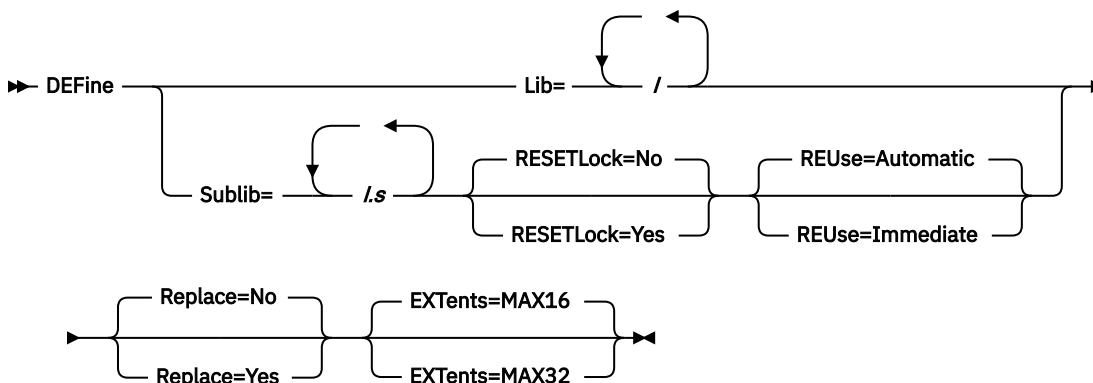 DEFine
Lib=
l
Sublib=
l.s
RESETLock=No
RESETLock=Yes
REUse=Automatic
REUse=Immediate
Replace=No
Replace=Yes
EXTents=MAX16
EXTents=MAX32